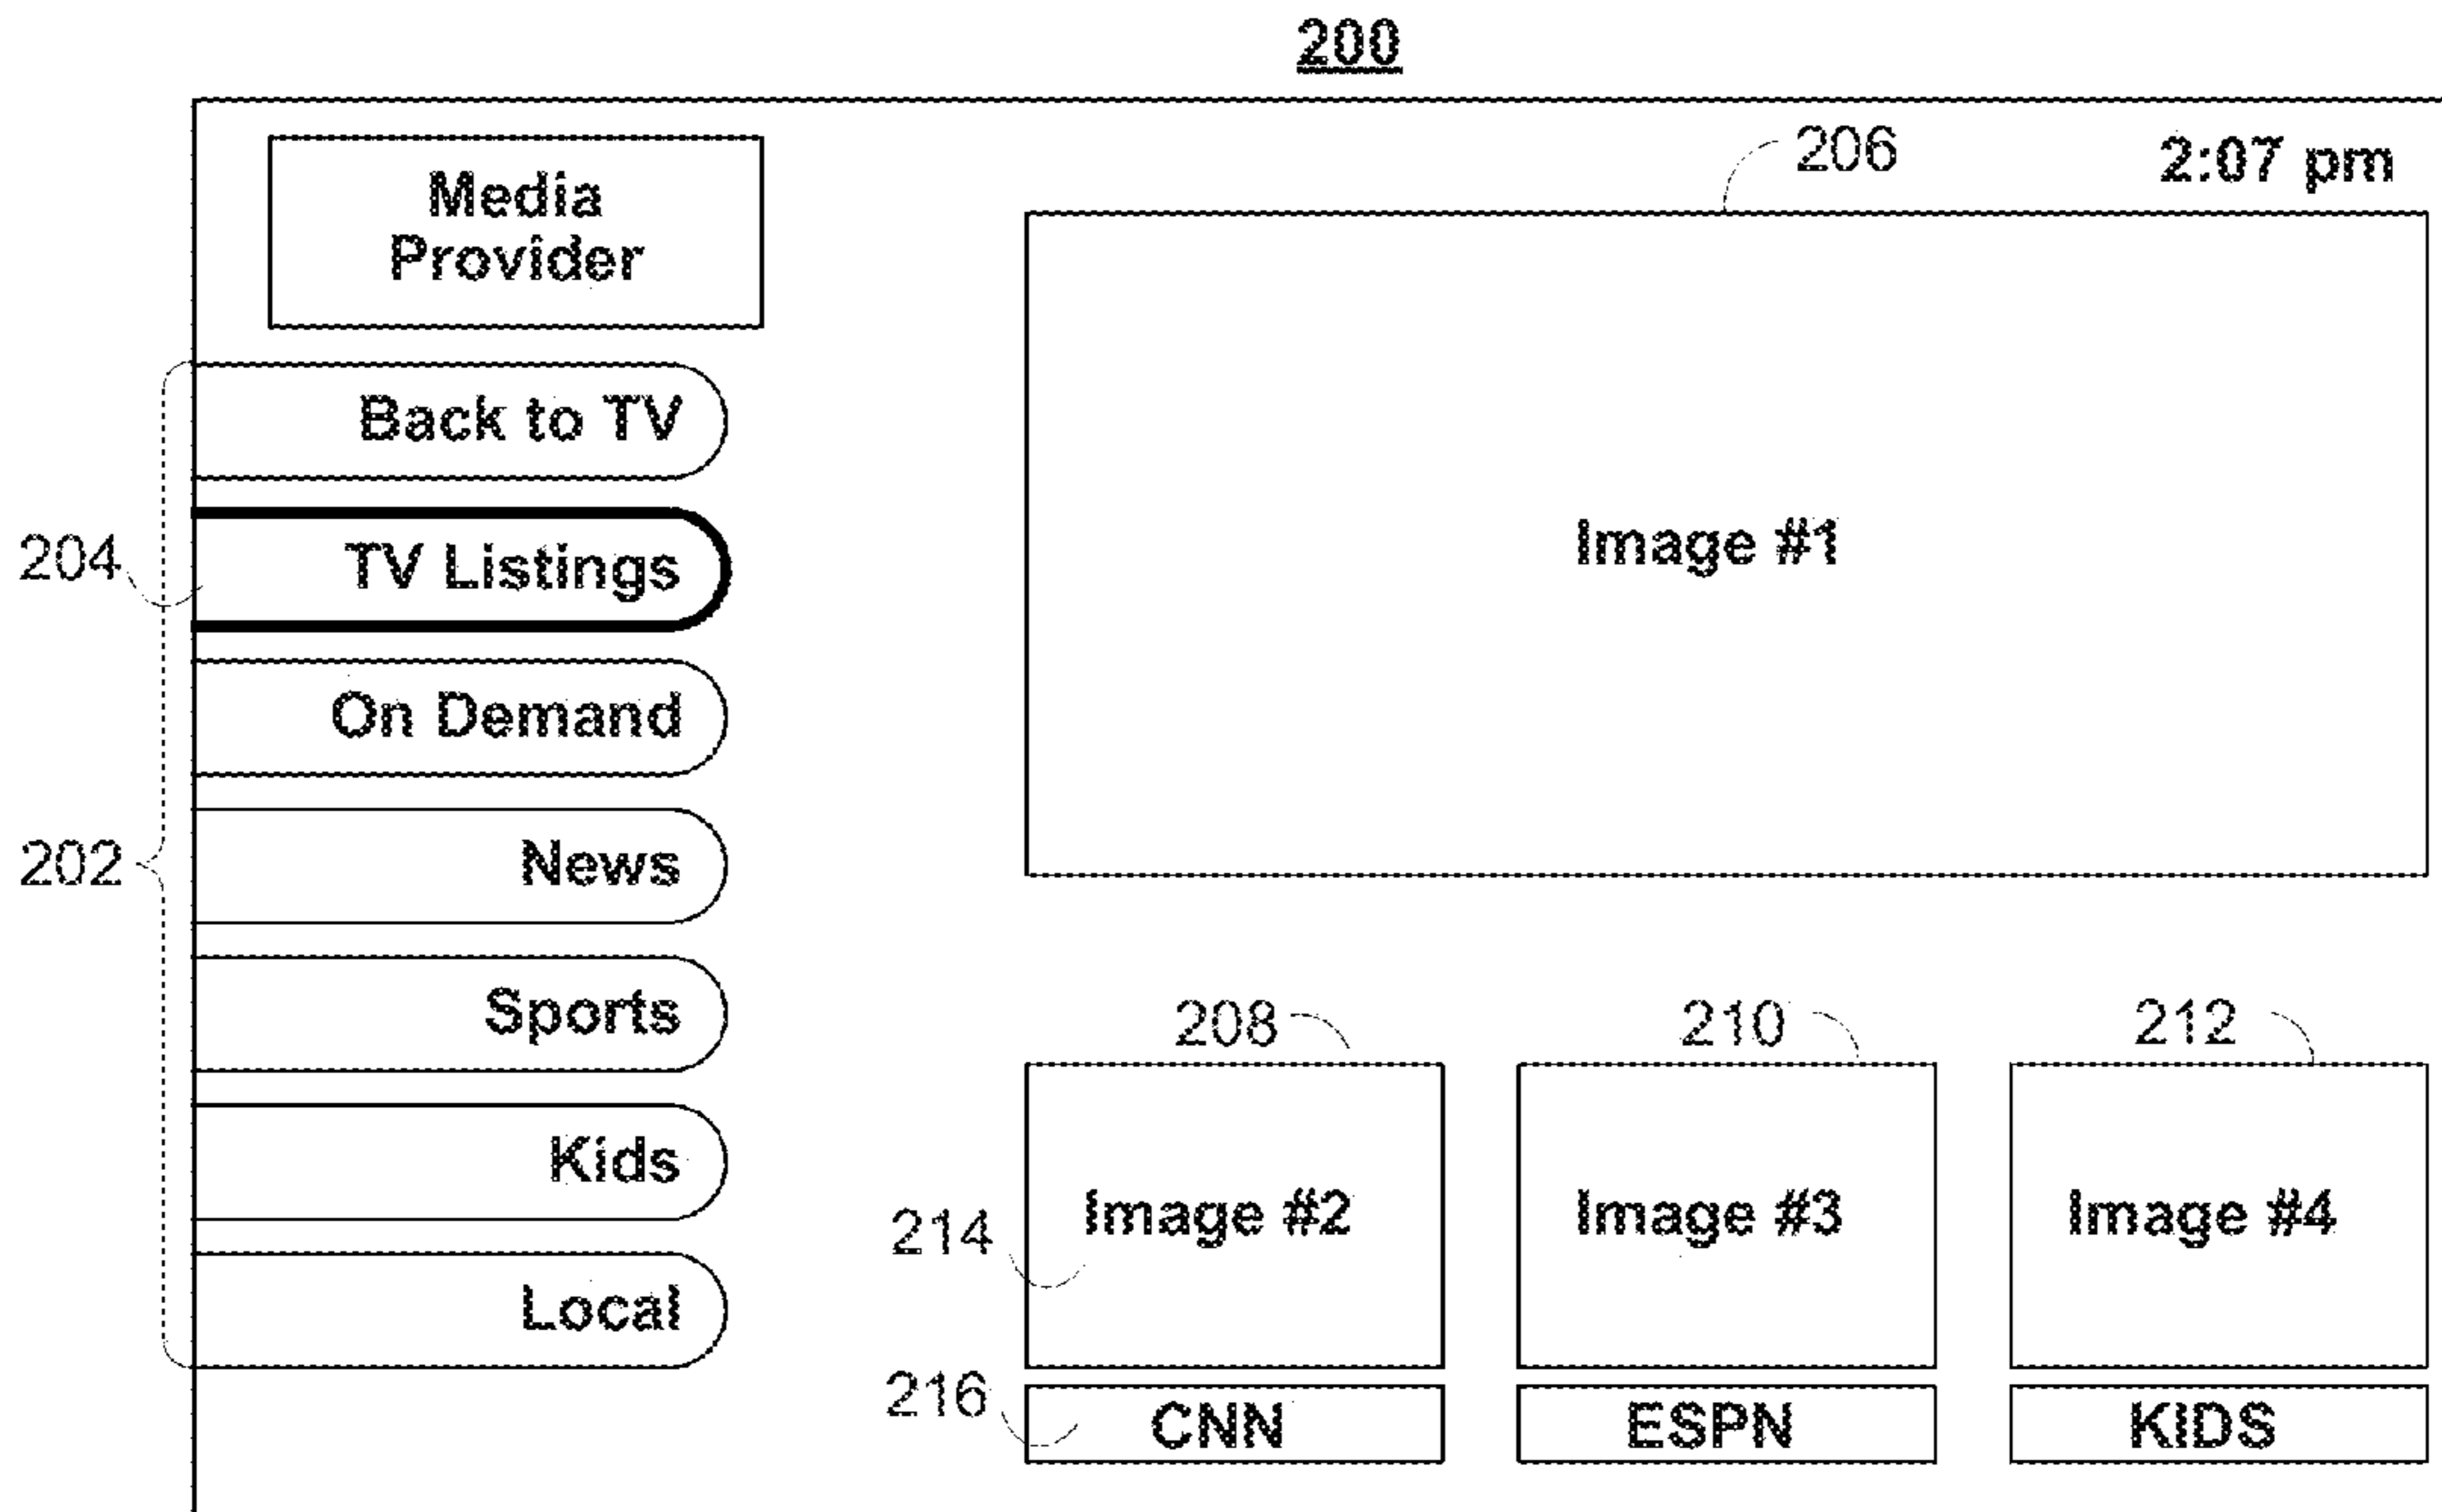 200
206
2:07 pm
Media
Provider
Back to TV
204
TV Listings
Image #1
On Demand
202
News
Sports
208
210
212
Kids
214
Image #2
Image #3
Image #4
Local
216
CNN
ESPN
KIDS